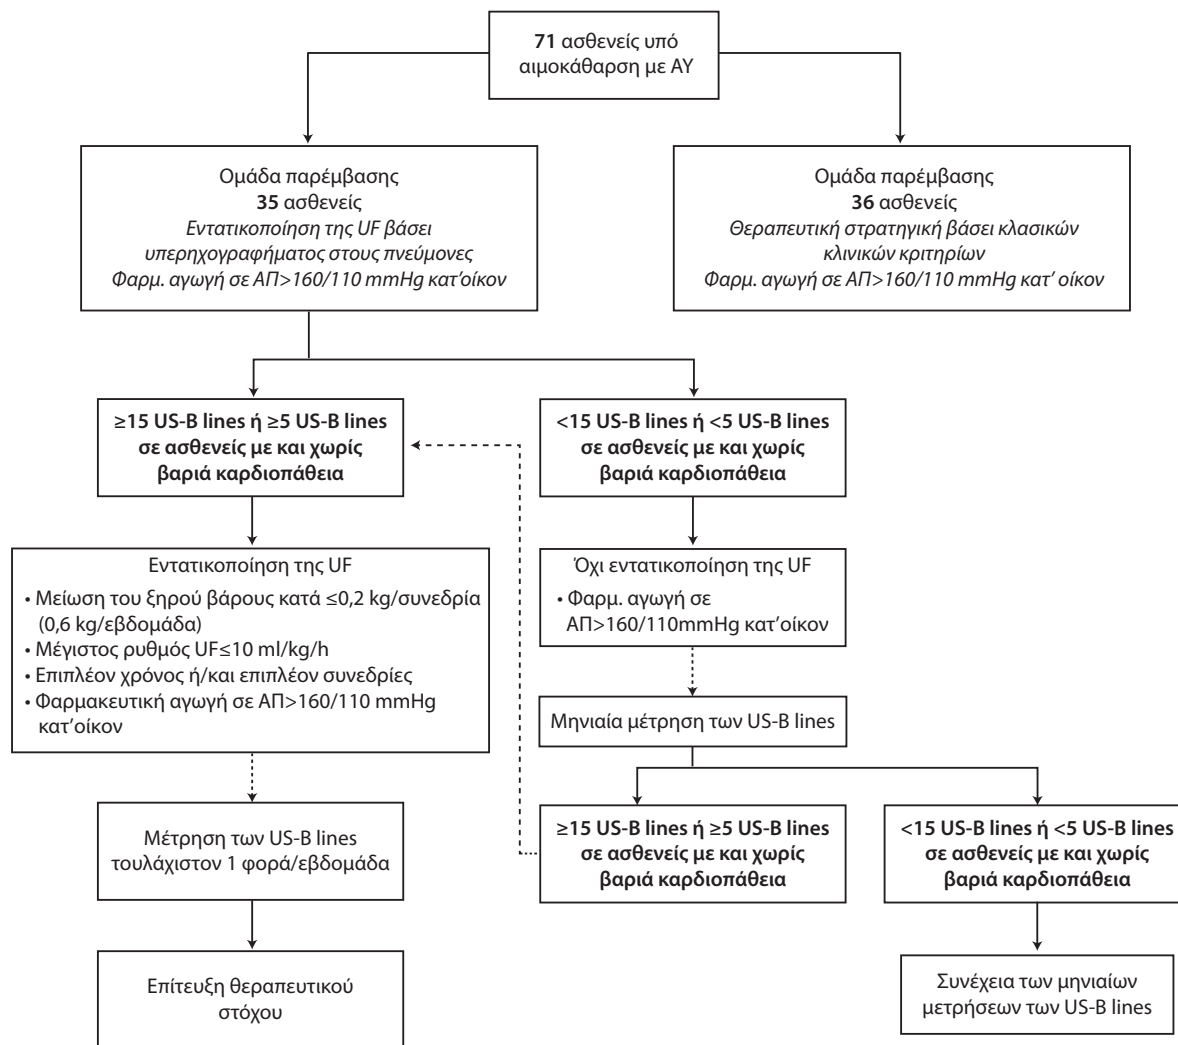 71 ασθενείς υπό
αιμοκάθαρση με ΑΥ
Ομάδα παρέμβασης
35 ασθενείς
Εντατικοποίηση της UF βάσει
υπερηχογραφήματος στους πνεύμονες
Φαρμ. αγωγή σε ΑΠ>160/110 mmHg κατ’οίκον
Ομάδα παρέμβασης
36 ασθενείς
Θεραπευτική στρατηγική βάσει κλασικών
κλινικών κριτηρίων
Φαρμ. αγωγή σε ΑΠ>160/110 mmHg κατ’ οίκον
≥15 US-B lines ή ≥5 US-B lines
σε ασθενείς με και χωρίς
βαριά καρδιοπάθεια
<15 US-B lines ή <5 US-B lines
σε ασθενείς με και χωρίς
βαριά καρδιοπάθεια
Εντατικοποίηση της UF
• Μείωση του ξηρού βάρους κατά ≤0,2 kg/συνεδρία
(0,6 kg/εβδομάδα)
• Μέγιστος ρυθμός UF≤10 ml/kg/h
• Επιπλέον χρόνος ή/και επιπλέον συνεδρίες
• Φαρμακευτική αγωγή σε ΑΠ>160/110 mmHg
κατ’οίκον
Όχι εντατικοποίηση της UF
• Φαρμ. αγωγή σε
ΑΠ>160/110mmHg κατ’οίκον
Μηνιαία μέτρηση των US-B lines
Μέτρηση των US-B lines
τουλάχιστον 1 φορά/εβδομάδα
≥15 US-B lines ή ≥5 US-B lines
σε ασθενείς με και χωρίς
βαριά καρδιοπάθεια
<15 US-B lines ή <5 US-B lines
σε ασθενείς με και χωρίς
βαριά καρδιοπάθεια
Επίτευξη θεραπευτικού
στόχου
Συνέχεια των μηνιαίων
μετρήσεων των US-B lines